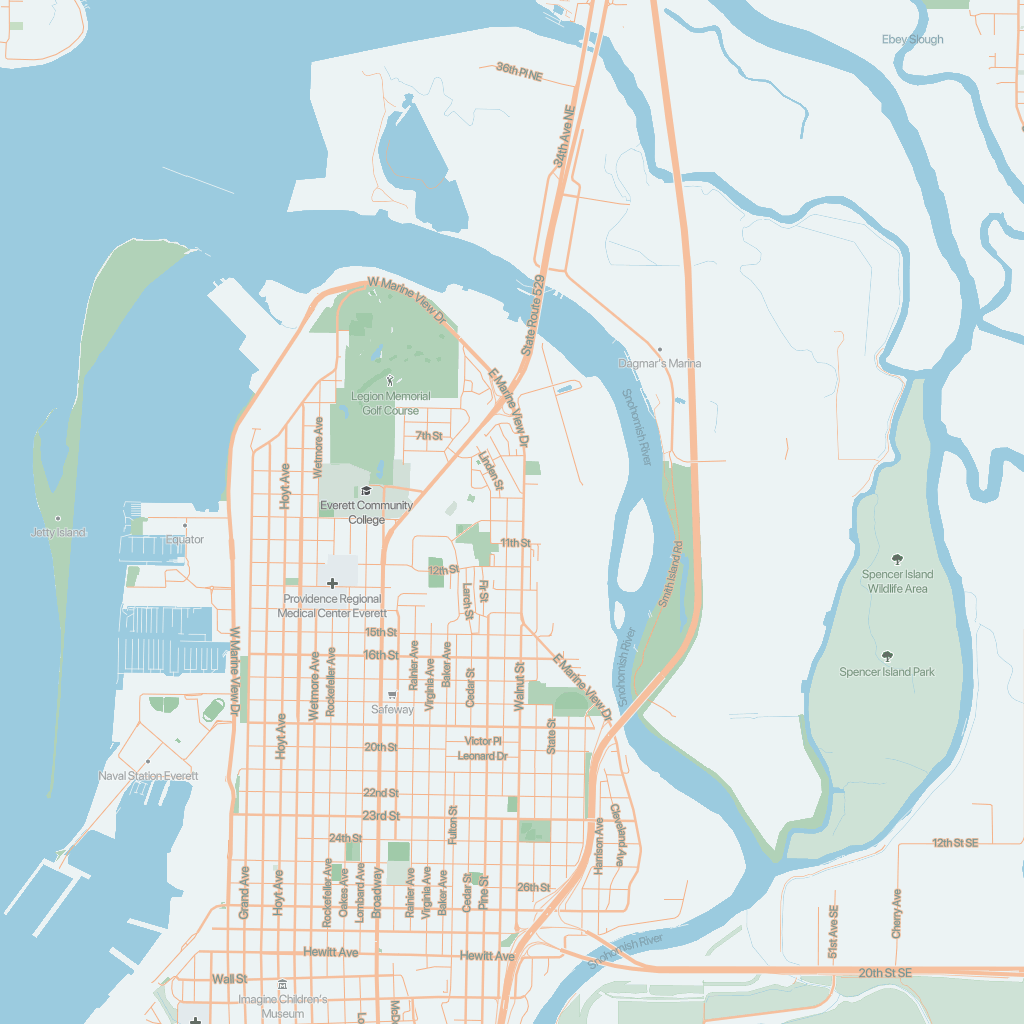 Ebey Slough
36th Pl NE
34th Ave NE
State Route 529
W Marine View Dr
Dagmar's Marina
E Marine View Dr
Snohomish River
Legion Memorial
Golf Course
7th St
Wetmore Ave
Hoyt Ave
Linden St
Everett Community
College
Jetty Island
Equator
11th St
12th St
Smith Island Rd
Spencer Island
Wildlife Area
Providence Regional
Medical Center Everett
Larch St
Fir St
15th St
16th St
W Marine View Dr
Wetmore Ave
Rockefeller Ave
Rainier Ave
Virginia Ave
Baker Ave
Cedar St
Walnut St
E Marine View Dr
Snohomish River
Spencer Island Park
Safeway
Hoyt Ave
20th St
Victor Pl
Leonard Dr
State St
Naval Station Everett
22nd St
23rd St
24th St
Fulton St
Harrison Ave
Cleveland Ave
12th St SE
Grand Ave
Hoyt Ave
Rockefeller Ave
Oakes Ave
Lombard Ave
Broadway
Rainier Ave
Virginia Ave
Baker Ave
Cedar St
Pine St
26th St
51st Ave SE
Cherry Ave
Hewitt Ave
Hewitt Ave
Snohomish River
20th St SE
Wall St
Imagine Children's
Museum
Lo
McDo